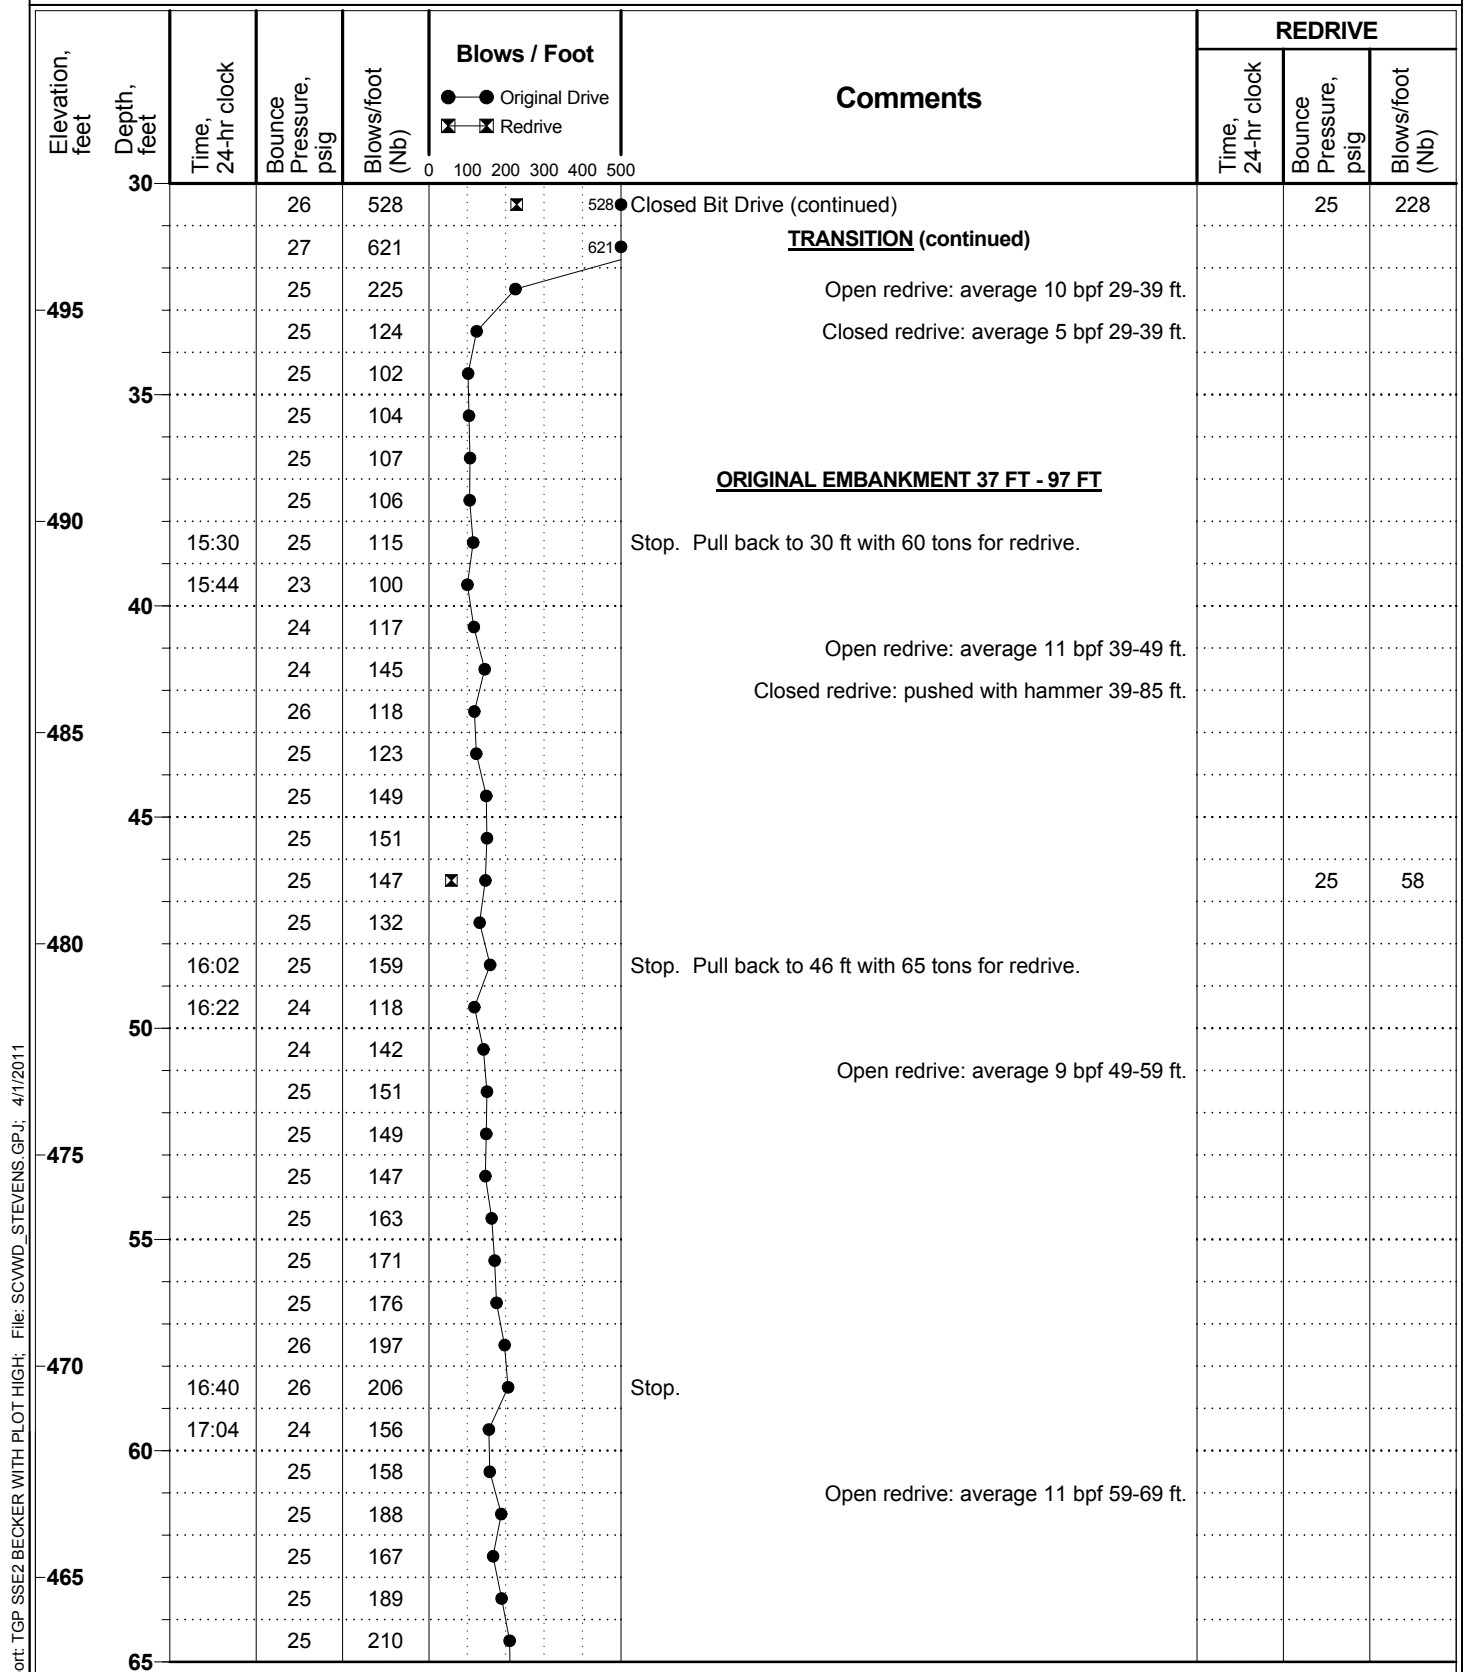 REDRIVE
Elevation, feet
Depth, feet
Time, 24-hr clock
Bounce Pressure, psig
Blows/foot (Nb)
Blows / Foot
Original Drive
Redrive
0 100 200 300 400 500
Comments
Time, 24-hr clock
Bounce Pressure, psig
Blows/foot (Nb)
30
26 528 528 Closed Bit Drive (continued) 25 228
27 621 621 TRANSITION (continued)
25 225 Open redrive: average 10 bpf 29-39 ft.
495
25 124 Closed redrive: average 5 bpf 29-39 ft.
25 102
35
25 104
25 107
ORIGINAL EMBANKMENT 37 FT - 97 FT
25 106
490
15:30 25 115 Stop. Pull back to 30 ft with 60 tons for redrive.
15:44 23 100
40
24 117
Open redrive: average 11 bpf 39-49 ft.
24 145
Closed redrive: pushed with hammer 39-85 ft.
26 118
485
25 123
25 149
45
25 151
25 147 25 58
25 132
480
16:02 25 159 Stop. Pull back to 46 ft with 65 tons for redrive.
16:22 24 118
50
24 142
Open redrive: average 9 bpf 49-59 ft.
25 151
25 149
475
25 147
25 163
55
25 171
25 176
26 197
470
16:40 26 206 Stop.
17:04 24 156
60
25 158
Open redrive: average 11 bpf 59-69 ft.
25 188
25 167
465
25 189
25 210
65
ort: TGP SSE2 BECKER WITH PLOT HIGH; File: SCVWD_STEVENS.GPJ; 4/1/2011